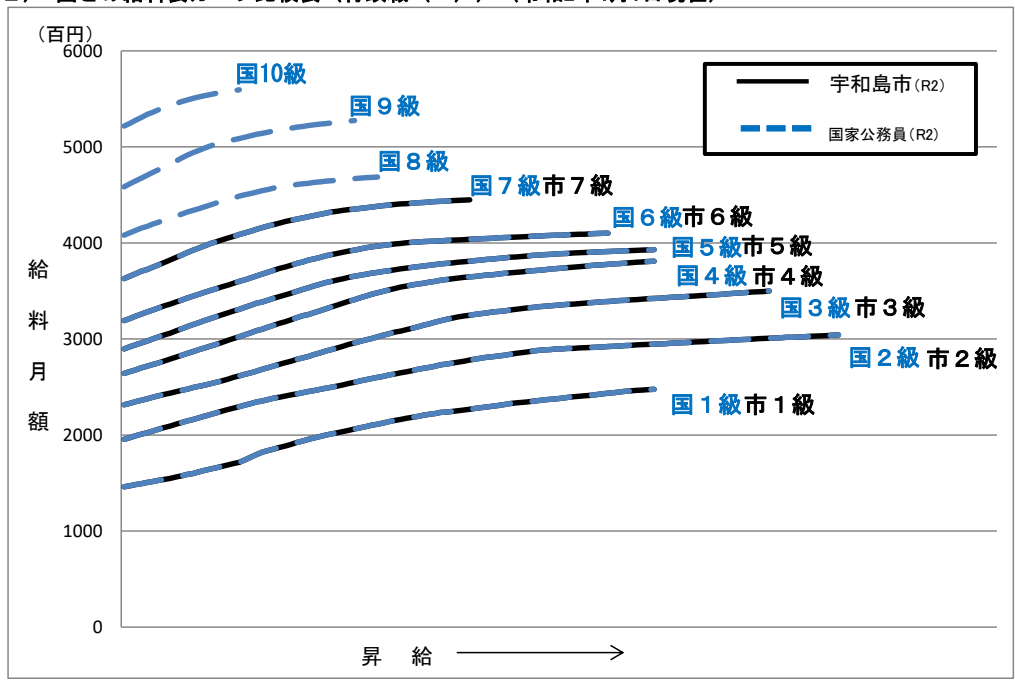 （百円）
6000
5000
4000
3000
2000
1000
0
給料月額
昇　給
国10級
国９級
国８級
国７級市７級
国６級市６級
国５級市５級
国４級市４級
国３級市３級
国２級市２級
国１級市１級
宇和島市(R2)
国家公務員(R2)